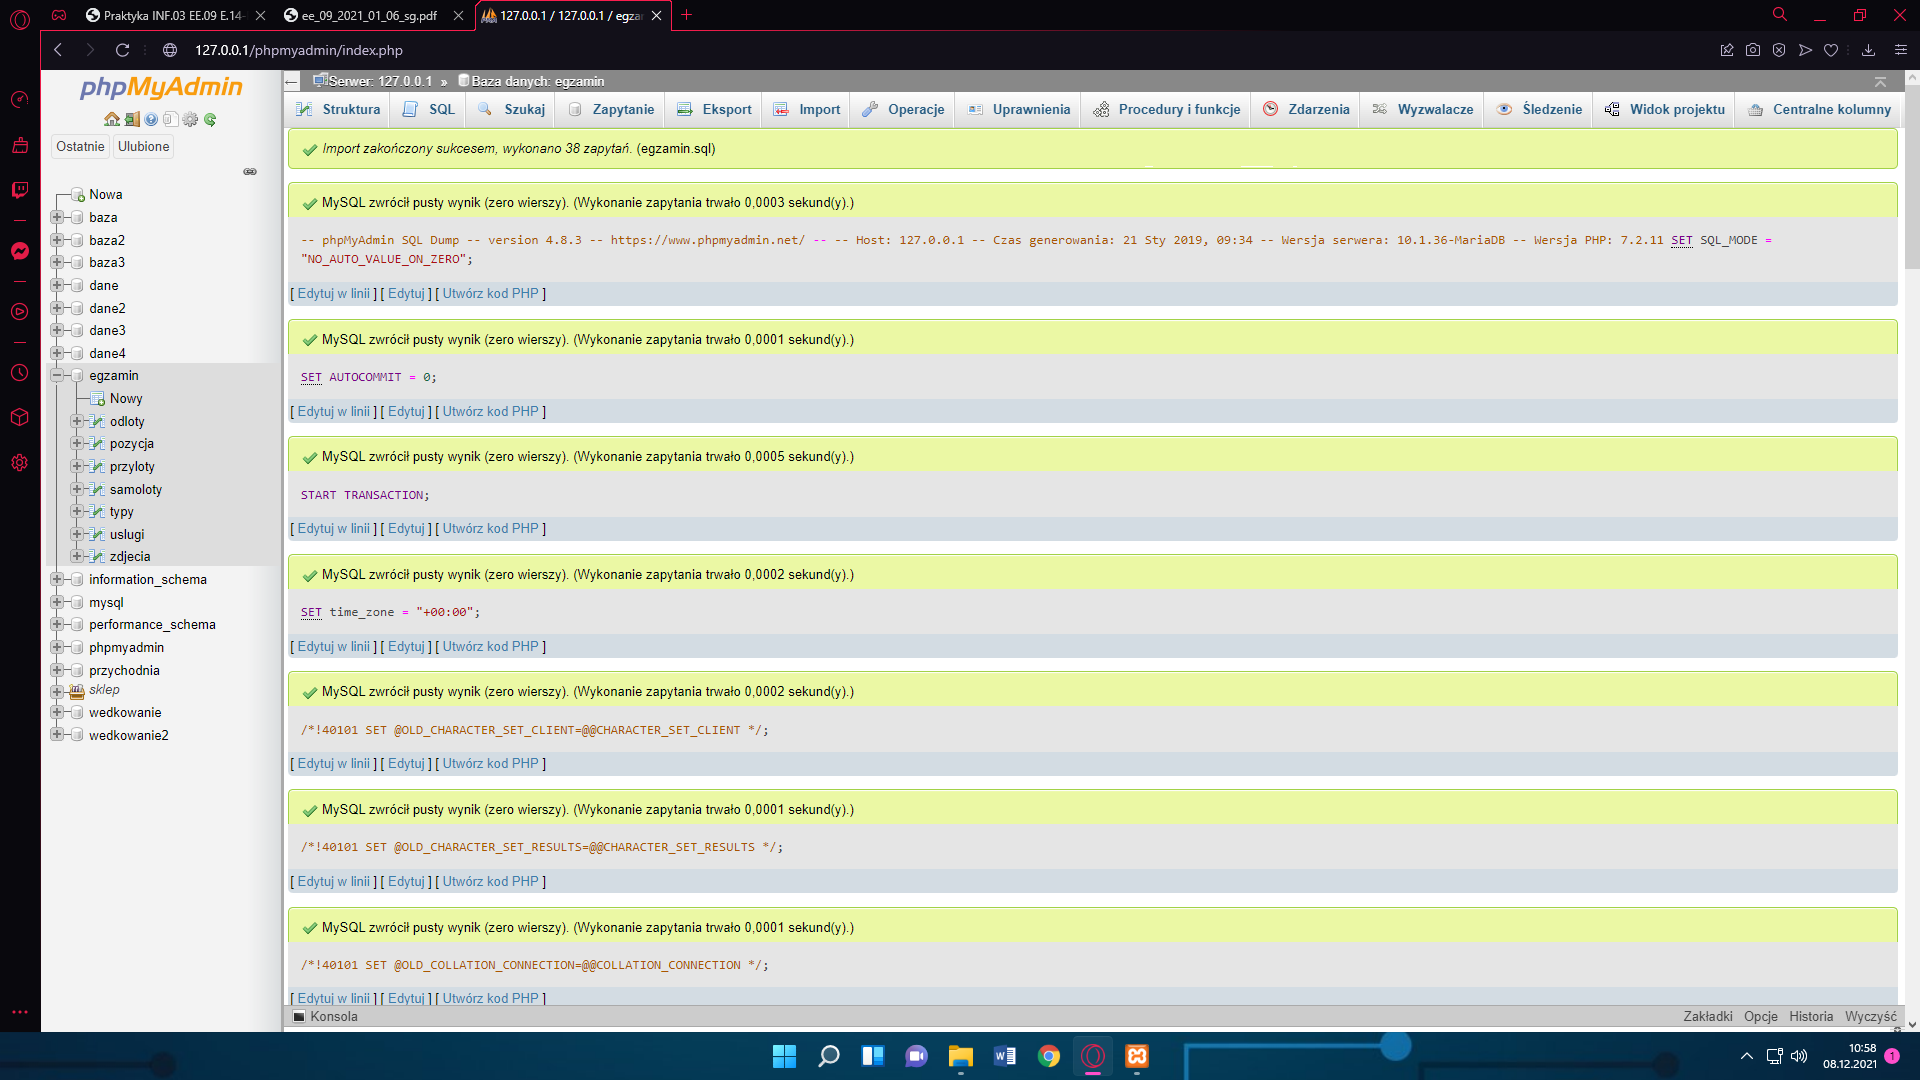 Praktyka INF.03 EE.09 E.14-
ee_09_2021_01_06_sg.pdf
127.0.0.1 / 127.0.0.1 / egza
127.0.0.1/phpmyadmin/index.php
phpMyAdmin
Ostatnie
Ulubione
Nowa
baza
baza2
baza3
dane
dane2
dane3
dane4
egzamin
Nowy
odloty
pozycja
przyloty
samoloty
typy
uslugi
zdjecia
information_schema
mysql
performance_schema
phpmyadmin
przychodnia
sklep
wedkowanie
wedkowanie2
Serwer: 127.0.0.1 » Baza danych: egzamin
Struktura SQL Szukaj Zapytanie Eksport Import Operacje Uprawnienia Procedury i funkcje Zdarzenia Wyzwalacze Śledzenie Widok projektu Centralne kolumny
Import zakończony sukcesem, wykonano 38 zapytań. (egzamin.sql)
MySQL zwrócił pusty wynik (zero wierszy). (Wykonanie zapytania trwało 0,0003 sekund(y).)
-- phpMyAdmin SQL Dump -- version 4.8.3 -- https://www.phpmyadmin.net/ -- -- Host: 127.0.0.1 -- Czas generowania: 21 Sty 2019, 09:34 -- Wersja serwera: 10.1.36-MariaDB -- Wersja PHP: 7.2.11 SET SQL_MODE =
"NO_AUTO_VALUE_ON_ZERO";
[ Edytuj w linii ] [ Edytuj ] [ Utwórz kod PHP ]
MySQL zwrócił pusty wynik (zero wierszy). (Wykonanie zapytania trwało 0,0001 sekund(y).)
SET AUTOCOMMIT = 0;
[ Edytuj w linii ] [ Edytuj ] [ Utwórz kod PHP ]
MySQL zwrócił pusty wynik (zero wierszy). (Wykonanie zapytania trwało 0,0005 sekund(y).)
START TRANSACTION;
[ Edytuj w linii ] [ Edytuj ] [ Utwórz kod PHP ]
MySQL zwrócił pusty wynik (zero wierszy). (Wykonanie zapytania trwało 0,0002 sekund(y).)
SET time_zone = "+00:00";
[ Edytuj w linii ] [ Edytuj ] [ Utwórz kod PHP ]
MySQL zwrócił pusty wynik (zero wierszy). (Wykonanie zapytania trwało 0,0002 sekund(y).)
/*!40101 SET @OLD_CHARACTER_SET_CLIENT=@@CHARACTER_SET_CLIENT */;
[ Edytuj w linii ] [ Edytuj ] [ Utwórz kod PHP ]
MySQL zwrócił pusty wynik (zero wierszy). (Wykonanie zapytania trwało 0,0001 sekund(y).)
/*!40101 SET @OLD_CHARACTER_SET_RESULTS=@@CHARACTER_SET_RESULTS */;
[ Edytuj w linii ] [ Edytuj ] [ Utwórz kod PHP ]
MySQL zwrócił pusty wynik (zero wierszy). (Wykonanie zapytania trwało 0,0001 sekund(y).)
/*!40101 SET @OLD_COLLATION_CONNECTION=@@COLLATION_CONNECTION */;
[ Edytuj w linii ] [ Edytuj ] [ Utwórz kod PHP ]
Konsola
Zakładki Opcje Historia Wyczyść
10:58
08.12.2021
1